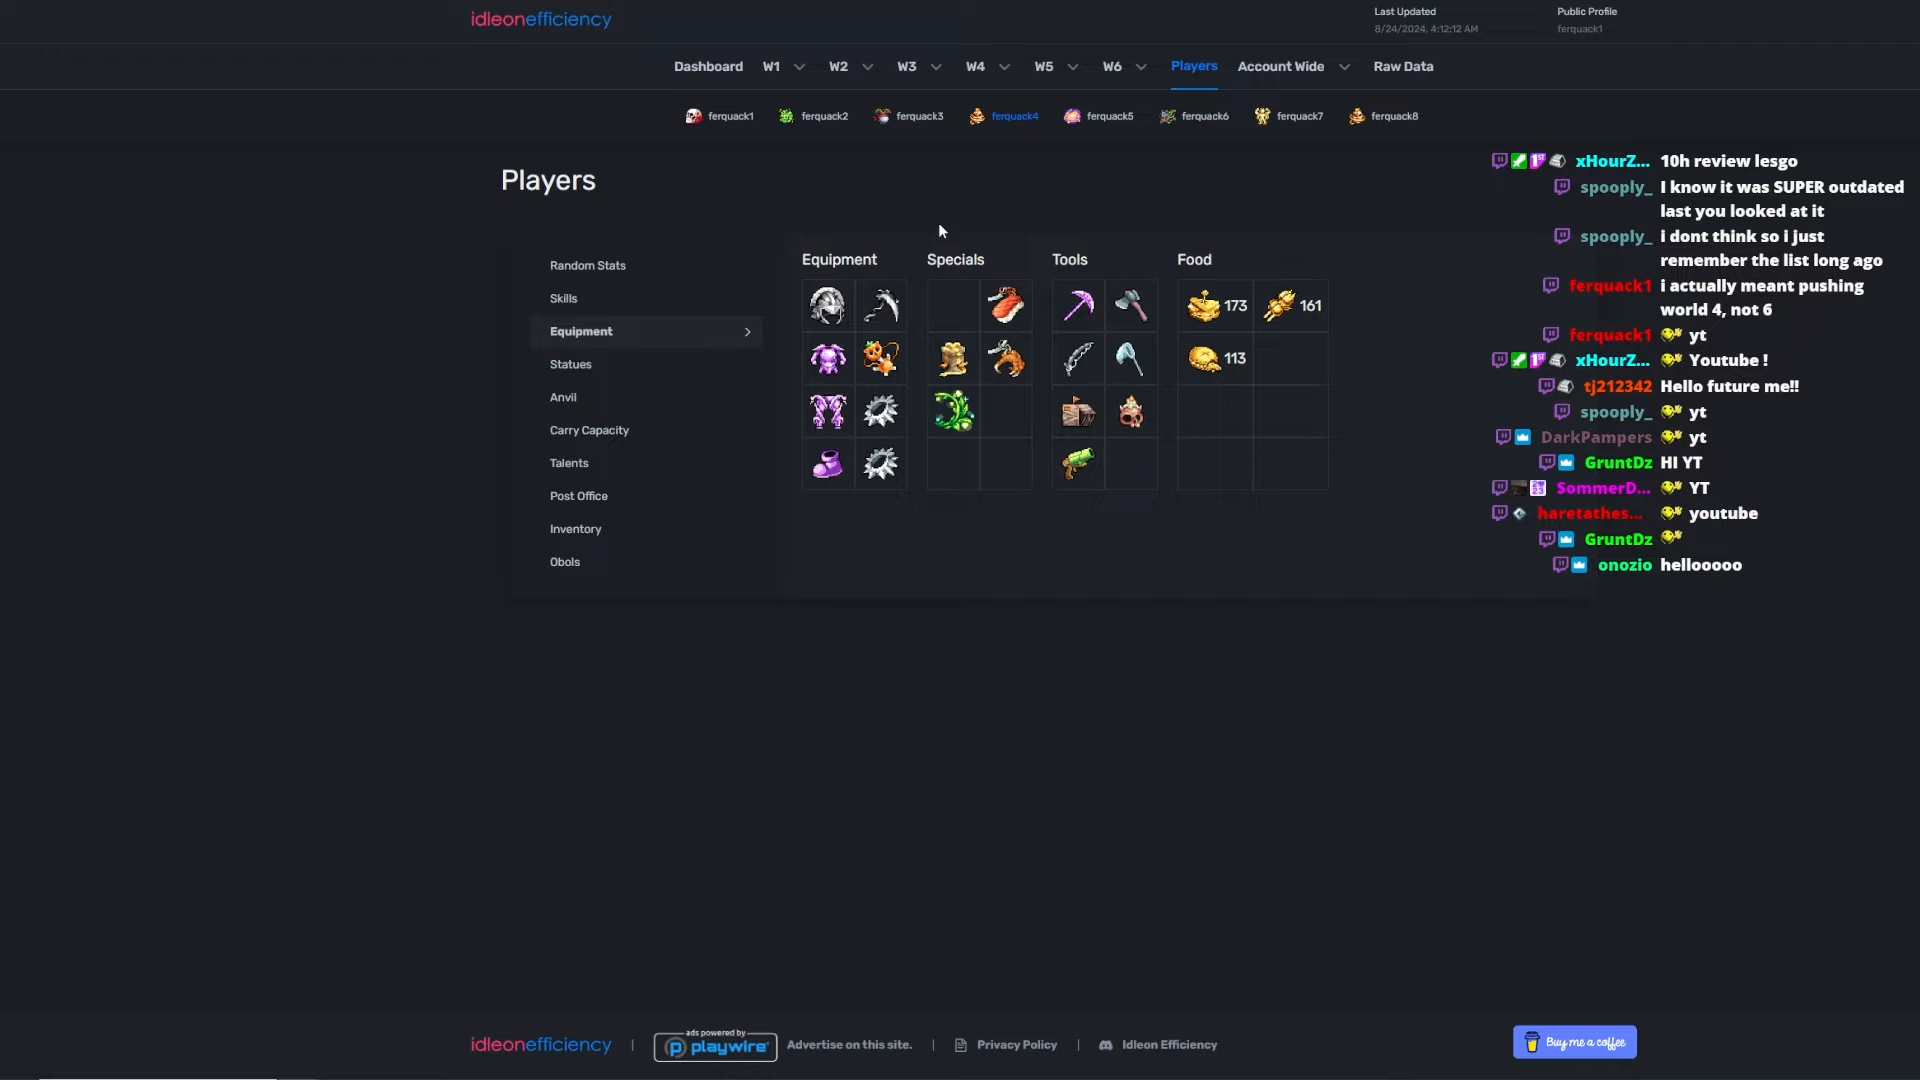 idleonefficiency
Last Updated
8/24/2024, 4:12:12 AM
Public Profile
ferquack1
Dashboard W1 W2 W3 W4 W5 W6 Players Account Wide Raw Data
ferquack1 ferquack2 ferquack3 ferquack4 ferquack5 ferquack6 ferquack7 ferquack8
Players
Random Stats
Skills
Equipment
Statues
Anvil
Carry Capacity
Talents
Post Office
Inventory
Obols
Equipment Specials Tools Food
173 161
113
xHourZ... 10h review lesgo
spooply_ I know it was SUPER outdated
last you looked at it
spooply_ i dont think so i just
remember the list long ago
ferquack1 i actually meant pushing
world 4, not 6
ferquack1 yt
xHourZ... Youtube !
tj212342 Hello future me!!
spooply_ yt
DarkPampers yt
GruntDz HI YT
SommerD... YT
haretathes... youtube
GruntDz
onozio hellooooo
idleonefficiency | ads powered by playwire Advertise on this site. | Privacy Policy | Idleon Efficiency
Buy me a coffee